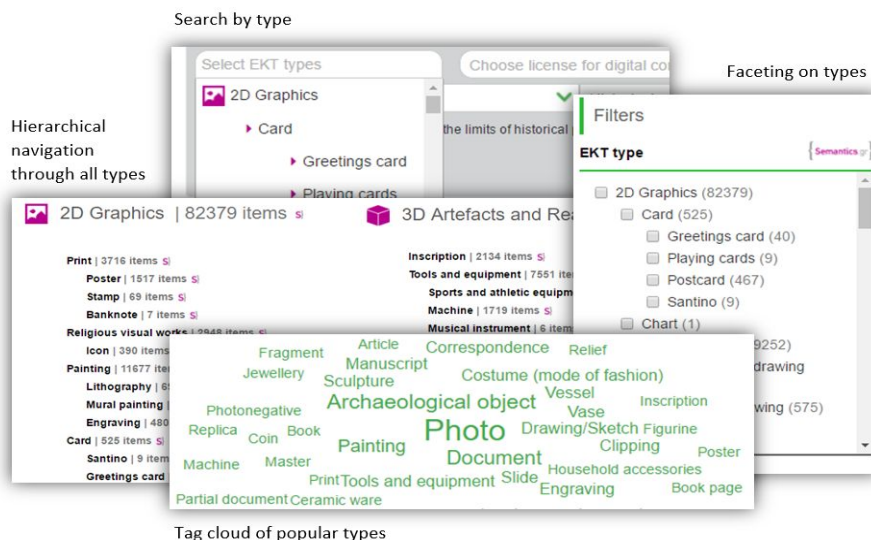 Search by type
Select EKT types
Choose license for digital
2D Graphics
Card
the limits of historical
Greetings card
Playing cards
Faceting on types
Filters
EKT type
{Semantics.gr}
2D Graphics (82379)
Card (525)
Greetings card (40)
Playing cards (9)
Postcard (467)
Santino (9)
Chart (1)
9252)
drawing
wing (575)
Hierarchical
navigation
through all types
2D Graphics | 82379 items S}
Print | 3716 items S}
Poster | 1517 items S}
Stamp | 69 items S}
Banknote | 7 items S}
Religious visual works | 2948 items S}
Icon | 390 items
Painting | 11677
Lithography |
Mural painting |
Engraving | 480
Card | 525 items S}
Santino | 9
Greetings card
3D Artefacts and
Inscription | 2134 items S}
Tools and equipment | 7551
Sports and athletic
Machine | 1719 items S}
Musical instrument | 6
Fragment Article Correspondence Relief
Jewellery Manuscript
Sculpture Costume (mode of fashion)
Archaeological object Vessel Inscription
Photonegative Vase
Replica Coin Book Photo Drawing/Sketch Figurine
Painting Clipping Poster
Machine Master Document Household accessories
Print Tools and equipment Slide Engraving Book page
Partial document Ceramic ware
Tag cloud of popular types